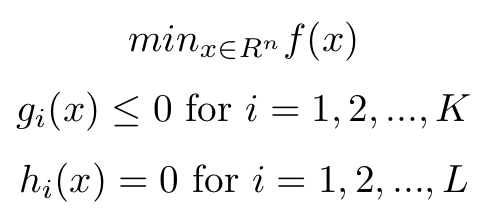 min_{x∈R^n} f(x)
g_i(x) ≤ 0 for i = 1, 2, ..., K
h_i(x) = 0 for i = 1, 2, ..., L